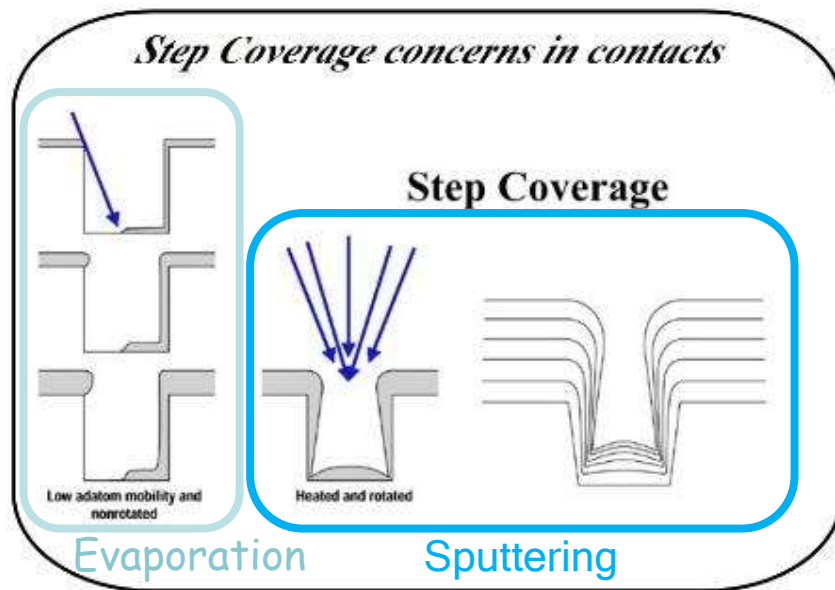 Step Coverage concerns in contacts
Step Coverage
Low adatom mobility and
nonrotated
Heated and rotated
Evaporation
Sputtering